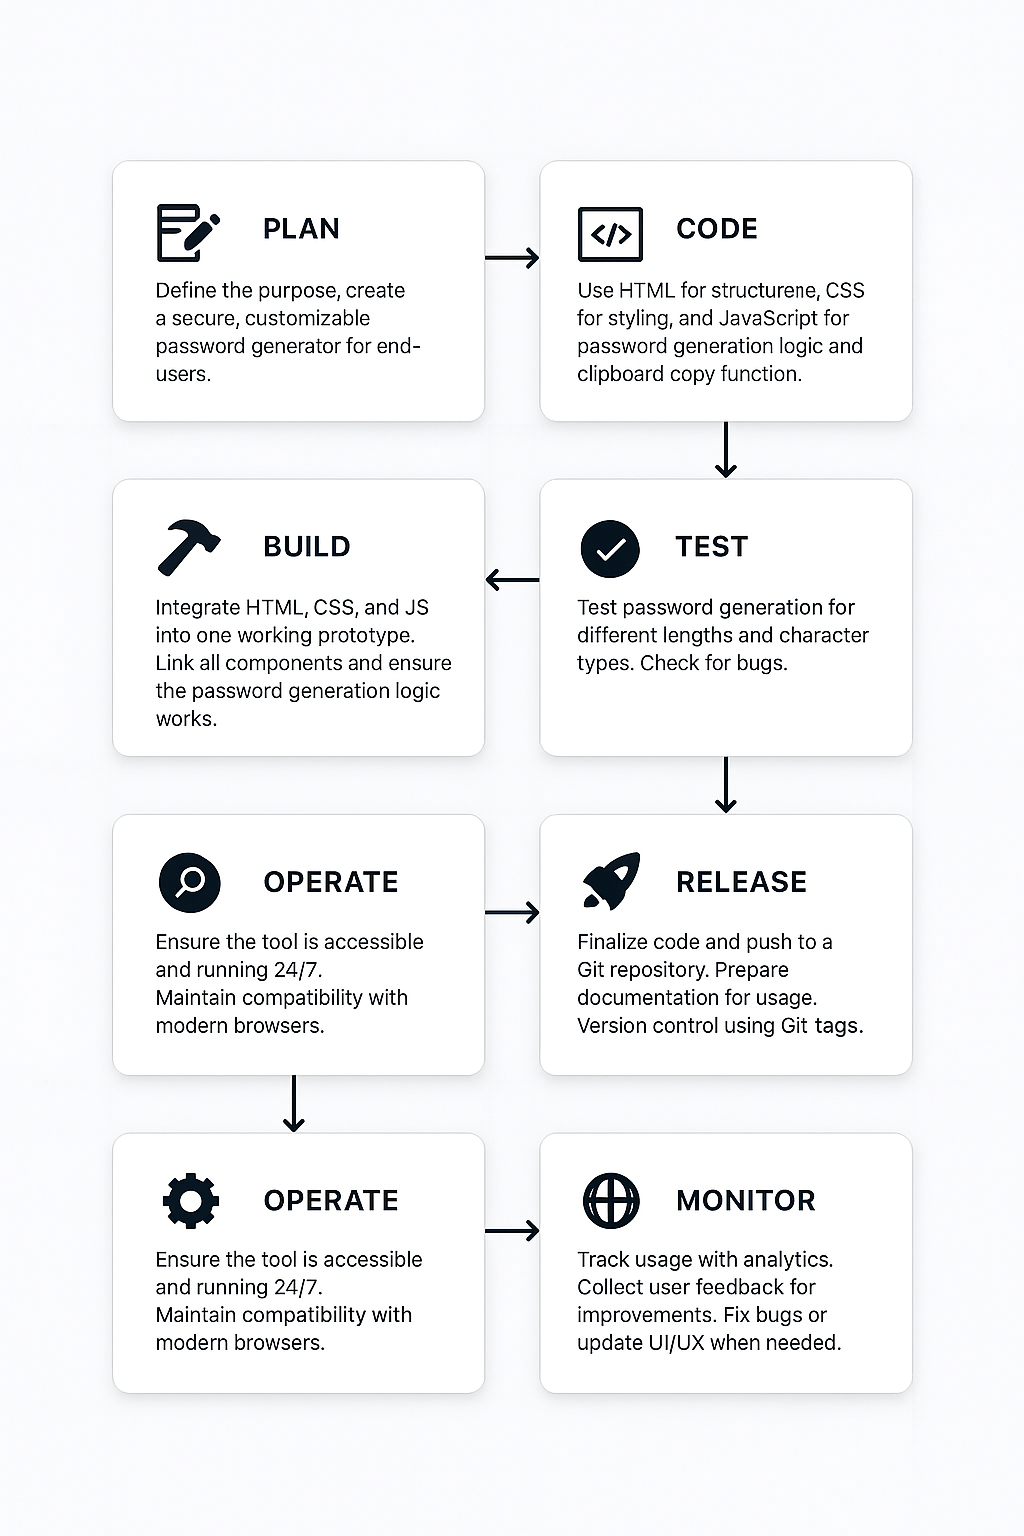 PLAN
Define the purpose, create
a secure, customizable
password generator for end-
users.
CODE
Use HTML for structurene, CSS
for styling, and JavaScript for
password generation logic and
clipboard copy function.
BUILD
Integrate HTML, CSS, and JS
into one working prototype.
Link all components and ensure
the password generation logic
works.
TEST
Test password generation for
different lengths and character
types. Check for bugs.
OPERATE
Ensure the tool is accessible
and running 24/7.
Maintain compatibility with
modern browsers.
RELEASE
Finalize code and push to a
Git repository. Prepare
documentation for usage.
Version control using Git tags.
OPERATE
Ensure the tool is accessible
and running 24/7.
Maintain compatibility with
modern browsers.
MONITOR
Track usage with analytics.
Collect user feedback for
improvements. Fix bugs or
update UI/UX when needed.